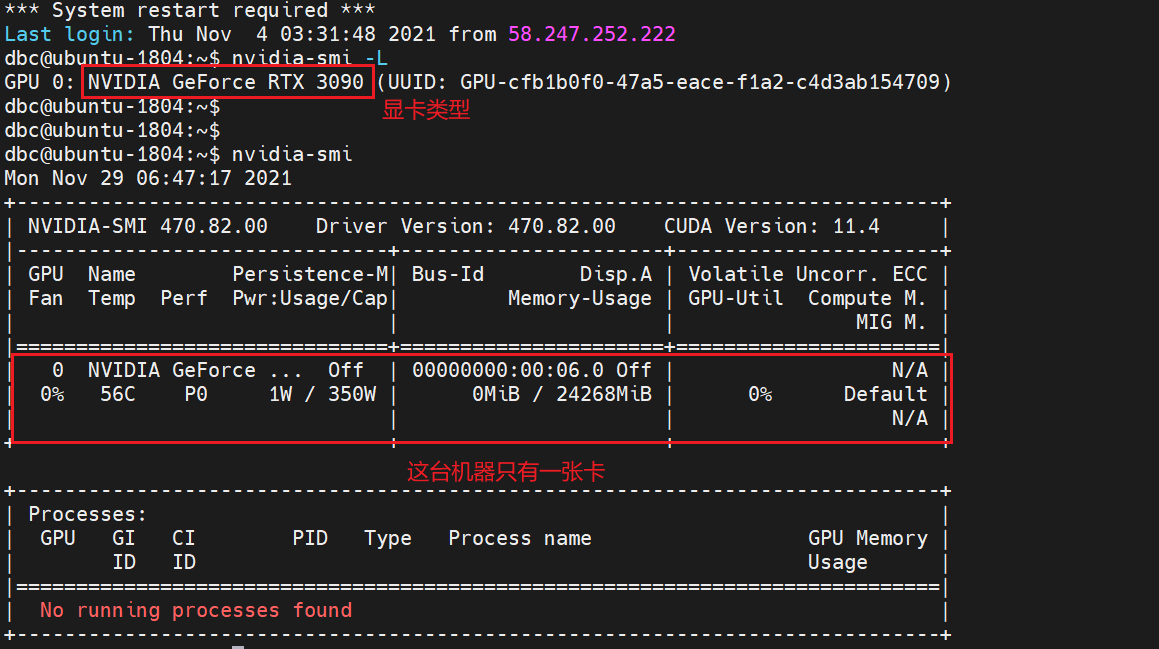 *** System restart required ***
Last login: Thu Nov  4 03:31:48 2021 from 58.247.252.222
dbc@ubuntu-1804:~$ nvidia-smi -L
GPU 0: NVIDIA GeForce RTX 3090 (UUID: GPU-cfb1b0f0-47a5-eace-f1a2-c4d3ab154709)
dbc@ubuntu-1804:~$
显卡类型
dbc@ubuntu-1804:~$
dbc@ubuntu-1804:~$ nvidia-smi
Mon Nov 29 06:47:17 2021
+-----------------------------------------------------------------------------+
| NVIDIA-SMI 470.82.00    Driver Version: 470.82.00    CUDA Version: 11.4     |
|-------------------------------+----------------------+----------------------+
| GPU  Name        Persistence-M| Bus-Id        Disp.A | Volatile Uncorr. ECC |
| Fan  Temp  Perf  Pwr:Usage/Cap|         Memory-Usage | GPU-Util  Compute M. |
|                               |                      |               MIG M. |
|===============================+======================+======================|
|   0  NVIDIA GeForce ...  Off  | 00000000:00:06.0 Off |                  N/A |
|  0%   56C    P0     1W / 350W |      0MiB / 24268MiB |      0%      Default |
|                               |                      |                  N/A |
+-------------------------------+----------------------+----------------------+
这台机器只有一张卡
+-----------------------------------------------------------------------------+
| Processes:                                                                  |
|  GPU   GI   CI        PID   Type   Process name                  GPU Memory |
|        ID   ID                                                   Usage      |
|=============================================================================|
|  No running processes found                                                 |
+-----------------------------------------------------------------------------+